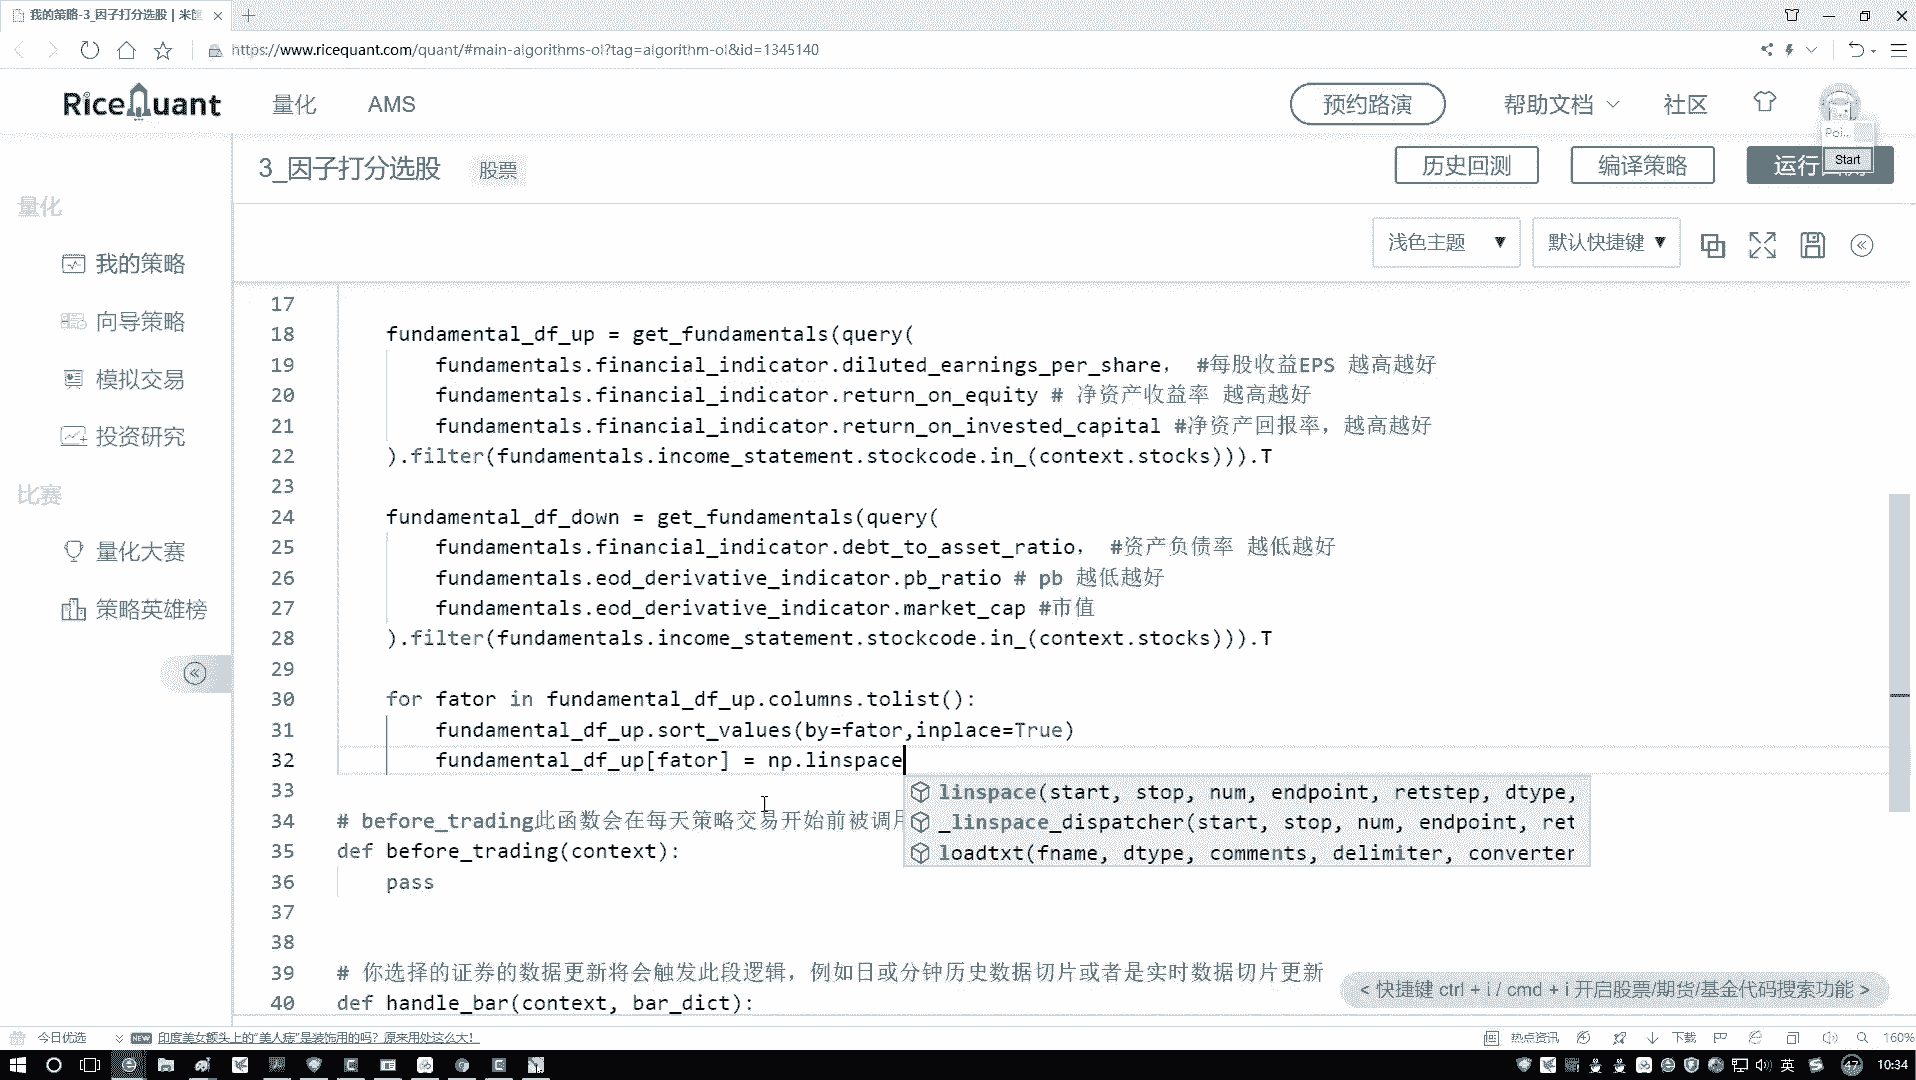 我的策略-3_因子打分选股 | 米筐
https://www.ricequant.com/quant/#main-algorithms-ol?tag=algorithm-ol&id=1345140
RiceQuant 量化 AMS 预约路演 帮助文档 社区
Poi...
Start
3_因子打分选股 股票 历史回测 编译策略 运行
量化
浅色主题 ▼ 默认快捷键 ▼
我的策略
向导策略
模拟交易
投资研究
比赛
量化大赛
策略英雄榜
17
18 fundamental_df_up = get_fundamentals(query(
19 fundamentals.financial_indicator.diluted_earnings_per_share, #每股收益EPS 越高越好
20 fundamentals.financial_indicator.return_on_equity # 净资产收益率 越高越好
21 fundamentals.financial_indicator.return_on_invested_capital #净资产回报率，越高越好
22 ).filter(fundamentals.income_statement.stockcode.in_(context.stocks))).T
23
24 fundamental_df_down = get_fundamentals(query(
25 fundamentals.financial_indicator.debt_to_asset_ratio, #资产负债率 越低越好
26 fundamentals.eod_derivative_indicator.pb_ratio # pb 越低越好
27 fundamentals.eod_derivative_indicator.market_cap #市值
28 ).filter(fundamentals.income_statement.stockcode.in_(context.stocks))).T
29
30 for fator in fundamental_df_up.columns.tolist():
31 fundamental_df_up.sort_values(by=fator,inplace=True)
32 fundamental_df_up[fator] = np.linspace
linspace(start, stop, num, endpoint, retstep, dtype,
_linspace_dispatcher(start, stop, num, endpoint, ret
loadtxt(fname, dtype, comments, delimiter, converter
33
34 # before_trading此函数会在每天策略交易开始前被调用
35 def before_trading(context):
36 pass
37
38
39 # 你选择的证券的数据更新将会触发此段逻辑，例如日或分钟历史数据切片或者是实时数据切片更新
40 def handle_bar(context, bar_dict):
< 快捷键 ctrl + i / cmd + i 开启股票/期货/基金代码搜索功能 >
今日优选 NEW 印度美女额头上的"美人痣"是装饰用的吗？原来用处这么大！ 热点资讯 下载 160%
英 47 10:34